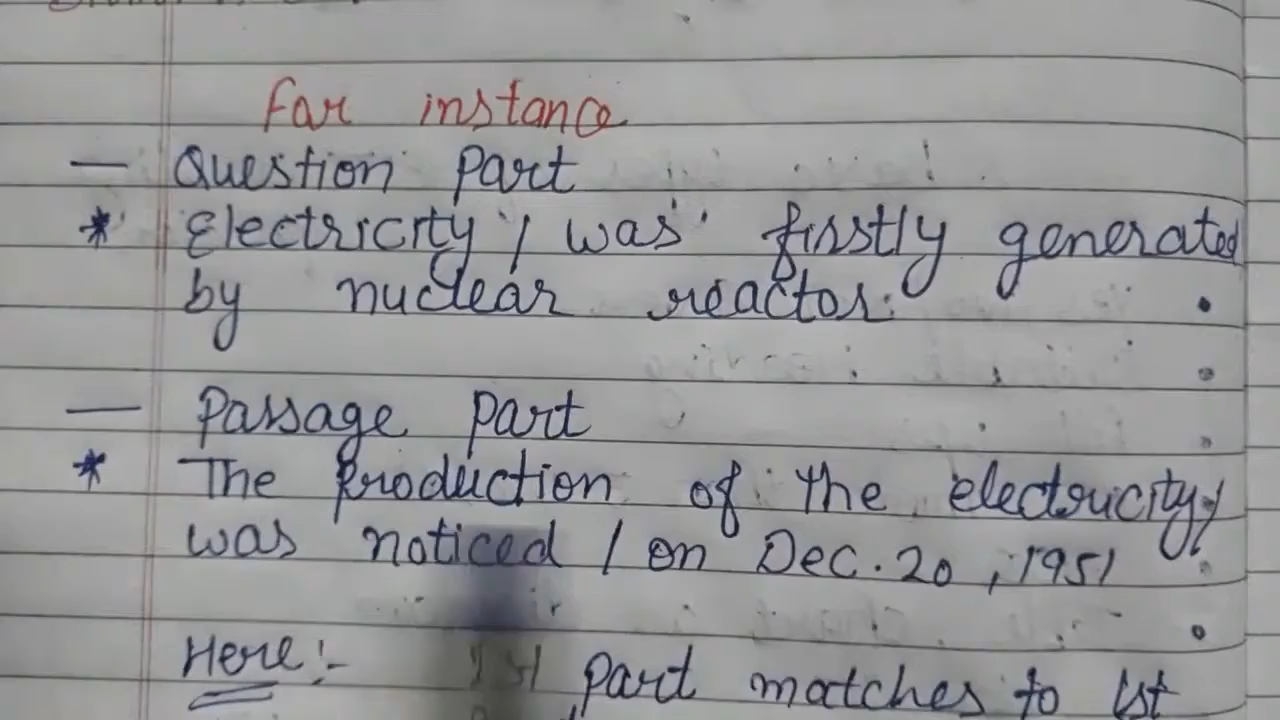 For instance
— Question Part
* Electricity / was firstly generated
by nuclear reactor.
— Passage Part
* The Production of the electricity /
was noticed / on Dec. 20, 1951
Here:- 1st part matches to 1st